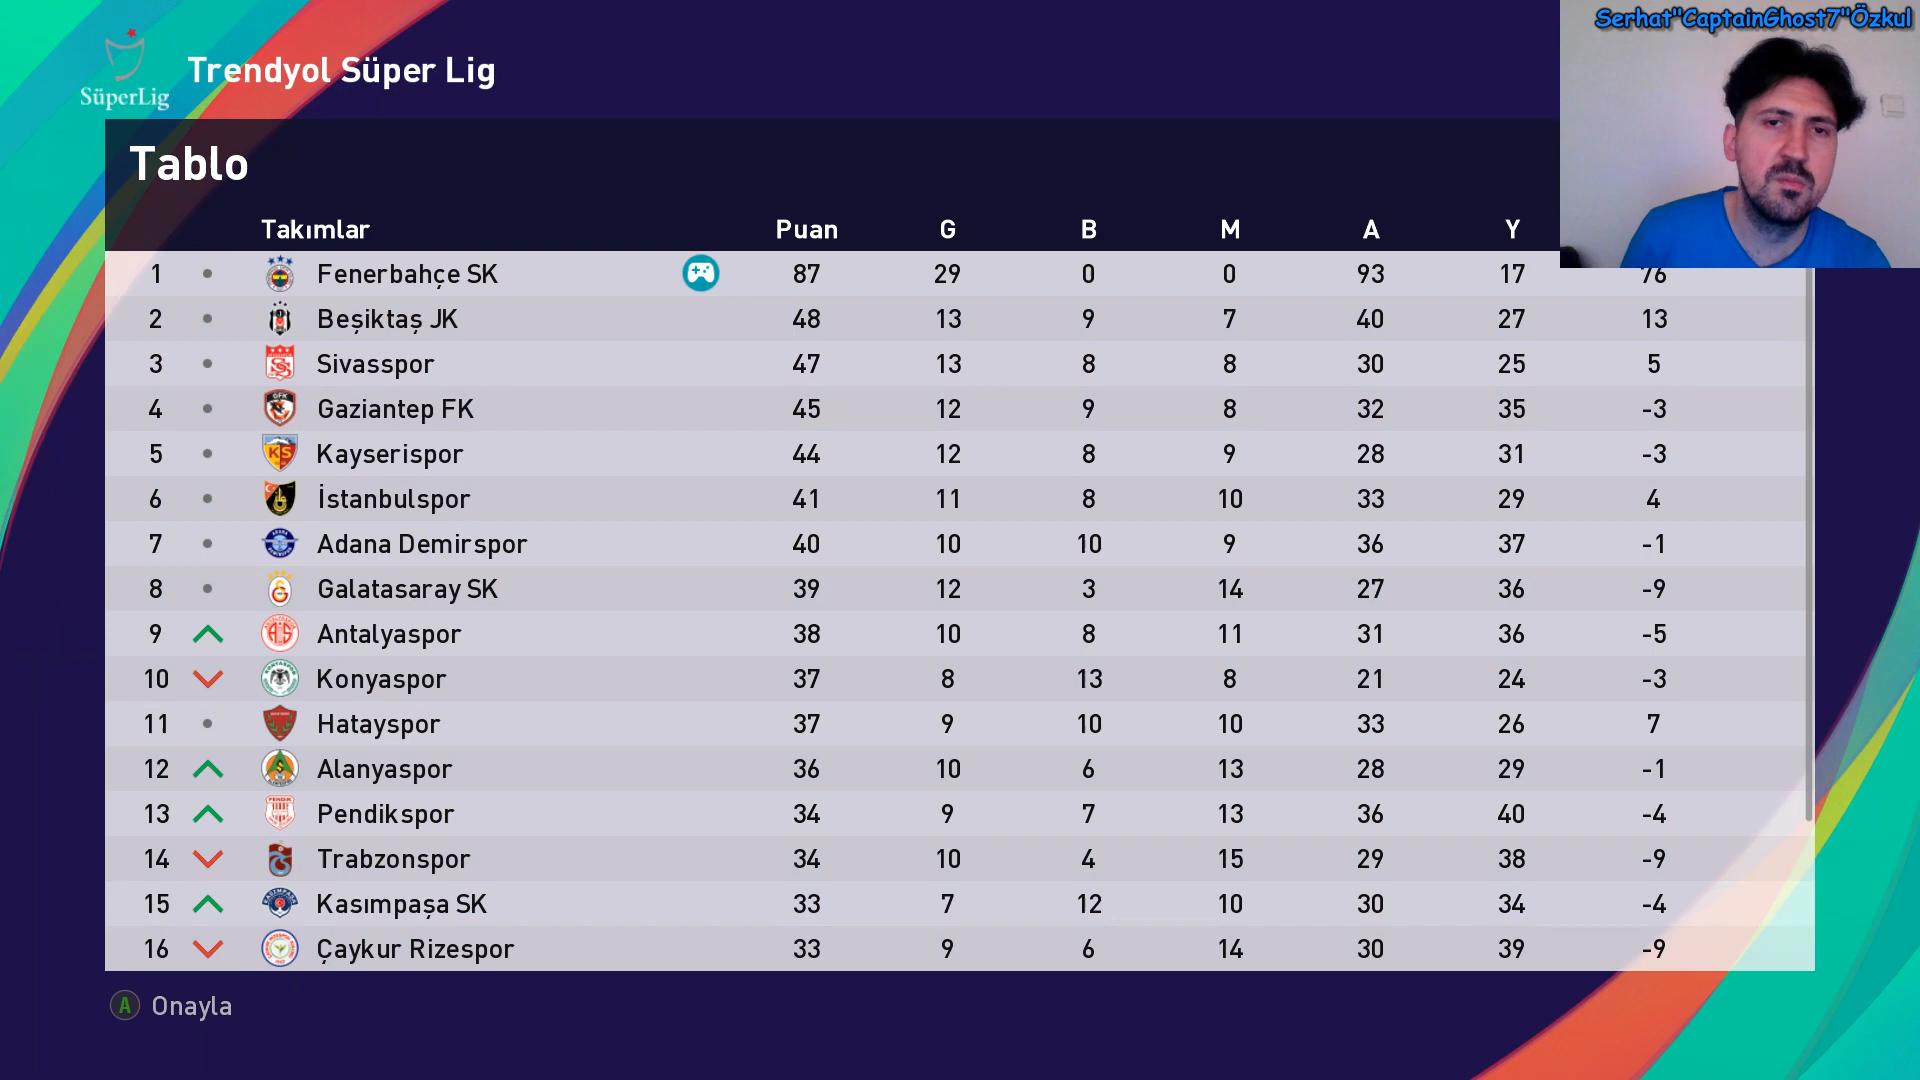 Serhat"CaptainGhost7"Özkul
SüperLig
Trendyol Süper Lig
Tablo
Takımlar Puan G B M A Y
1 Fenerbahçe SK 87 29 0 0 93 17 76
2 Beşiktaş JK 48 13 9 7 40 27 13
3 Sivasspor 47 13 8 8 30 25 5
4 Gaziantep FK 45 12 9 8 32 35 -3
5 Kayserispor 44 12 8 9 28 31 -3
6 İstanbulspor 41 11 8 10 33 29 4
7 Adana Demirspor 40 10 10 9 36 37 -1
8 Galatasaray SK 39 12 3 14 27 36 -9
9 Antalyaspor 38 10 8 11 31 36 -5
10 Konyaspor 37 8 13 8 21 24 -3
11 Hatayspor 37 9 10 10 33 26 7
12 Alanyaspor 36 10 6 13 28 29 -1
13 Pendikspor 34 9 7 13 36 40 -4
14 Trabzonspor 34 10 4 15 29 38 -9
15 Kasımpaşa SK 33 7 12 10 30 34 -4
16 Çaykur Rizespor 33 9 6 14 30 39 -9
A Onayla